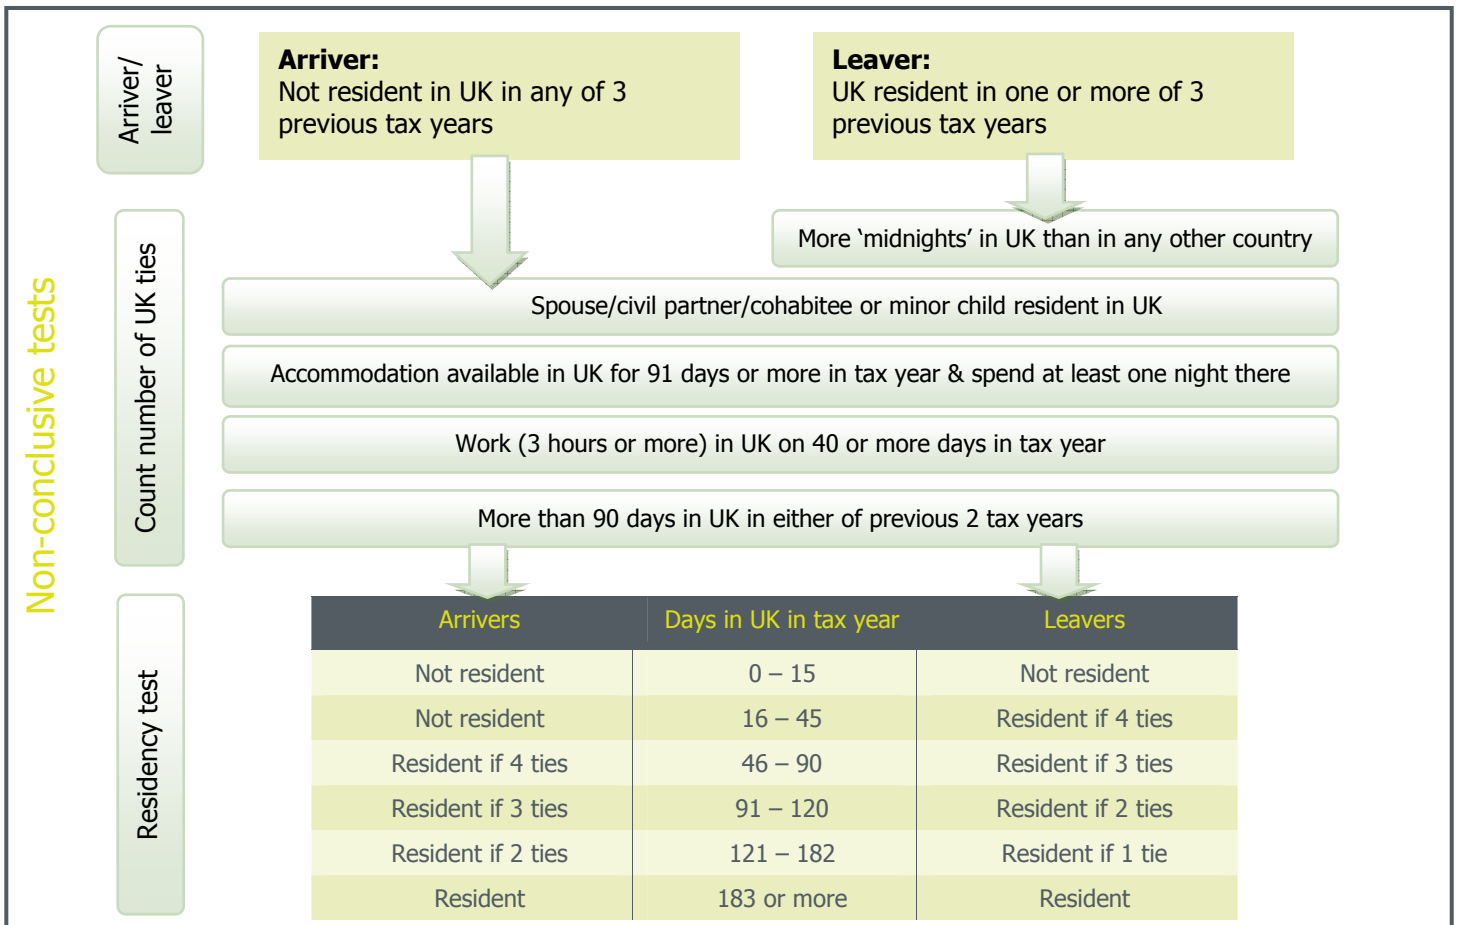 Non-conclusive tests
Arriver/
leaver
Arriver:
Not resident in UK in any of 3
previous tax years
Leaver:
UK resident in one or more of 3
previous tax years
Count number of UK ties
More ‘midnights’ in UK than in any other country
Spouse/civil partner/cohabitee or minor child resident in UK
Accommodation available in UK for 91 days or more in tax year & spend at least one night there
Work (3 hours or more) in UK on 40 or more days in tax year
More than 90 days in UK in either of previous 2 tax years
Residency test
Arrivers Days in UK in tax year Leavers
Not resident 0 – 15 Not resident
Not resident 16 – 45 Resident if 4 ties
Resident if 4 ties 46 – 90 Resident if 3 ties
Resident if 3 ties 91 – 120 Resident if 2 ties
Resident if 2 ties 121 – 182 Resident if 1 tie
Resident 183 or more Resident